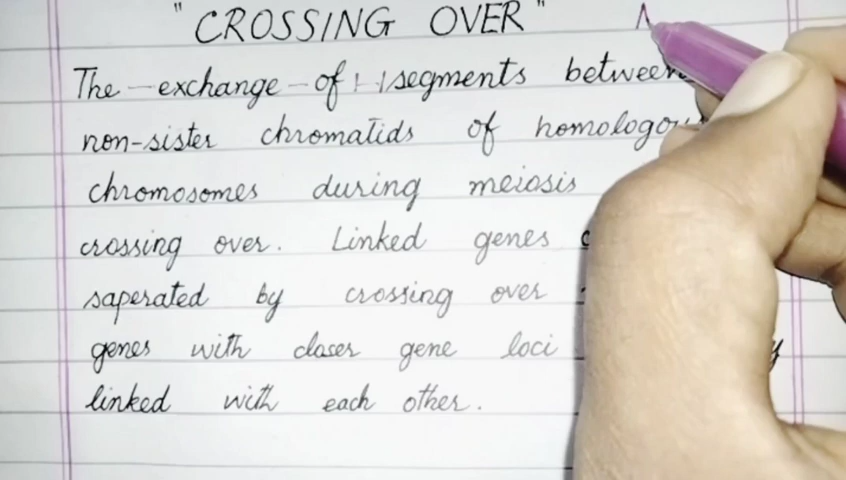 "CROSSING OVER"
The exchange of segments between
non-sister chromatids of homologous
chromosomes during meiosis
crossing over. Linked genes
saperated by crossing over
genes with closer gene loci
linked with each other.